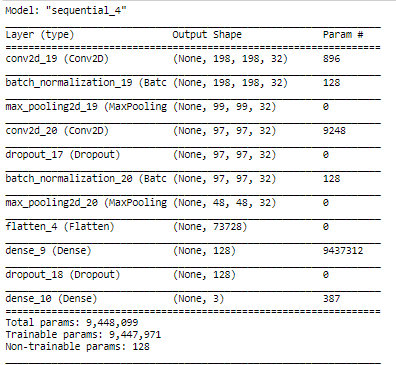 Model: "sequential_4"
Layer (type) Output Shape Param #
conv2d_19 (Conv2D) (None, 198, 198, 32) 896
batch_normalization_19 (Batc (None, 198, 198, 32) 128
max_pooling2d_19 (MaxPooling (None, 99, 99, 32) 0
conv2d_20 (Conv2D) (None, 97, 97, 32) 9248
dropout_17 (Dropout) (None, 97, 97, 32) 0
batch_normalization_20 (Batc (None, 97, 97, 32) 128
max_pooling2d_20 (MaxPooling (None, 48, 48, 32) 0
flatten_4 (Flatten) (None, 73728) 0
dense_9 (Dense) (None, 128) 9437312
dropout_18 (Dropout) (None, 128) 0
dense_10 (Dense) (None, 3) 387
Total params: 9,448,099
Trainable params: 9,447,971
Non-trainable params: 128